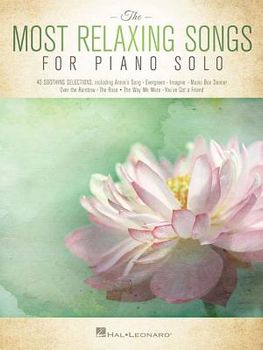 The
MOST RELAXING SONGS
FOR PIANO SOLO
40 SOOTHING SELECTIONS, including Annie's Song • Evergreen • Imagine • Music Box Dancer
Over the Rainbow • The Rose • The Way We Were • You've Got a Friend
HAL•LEONARD®